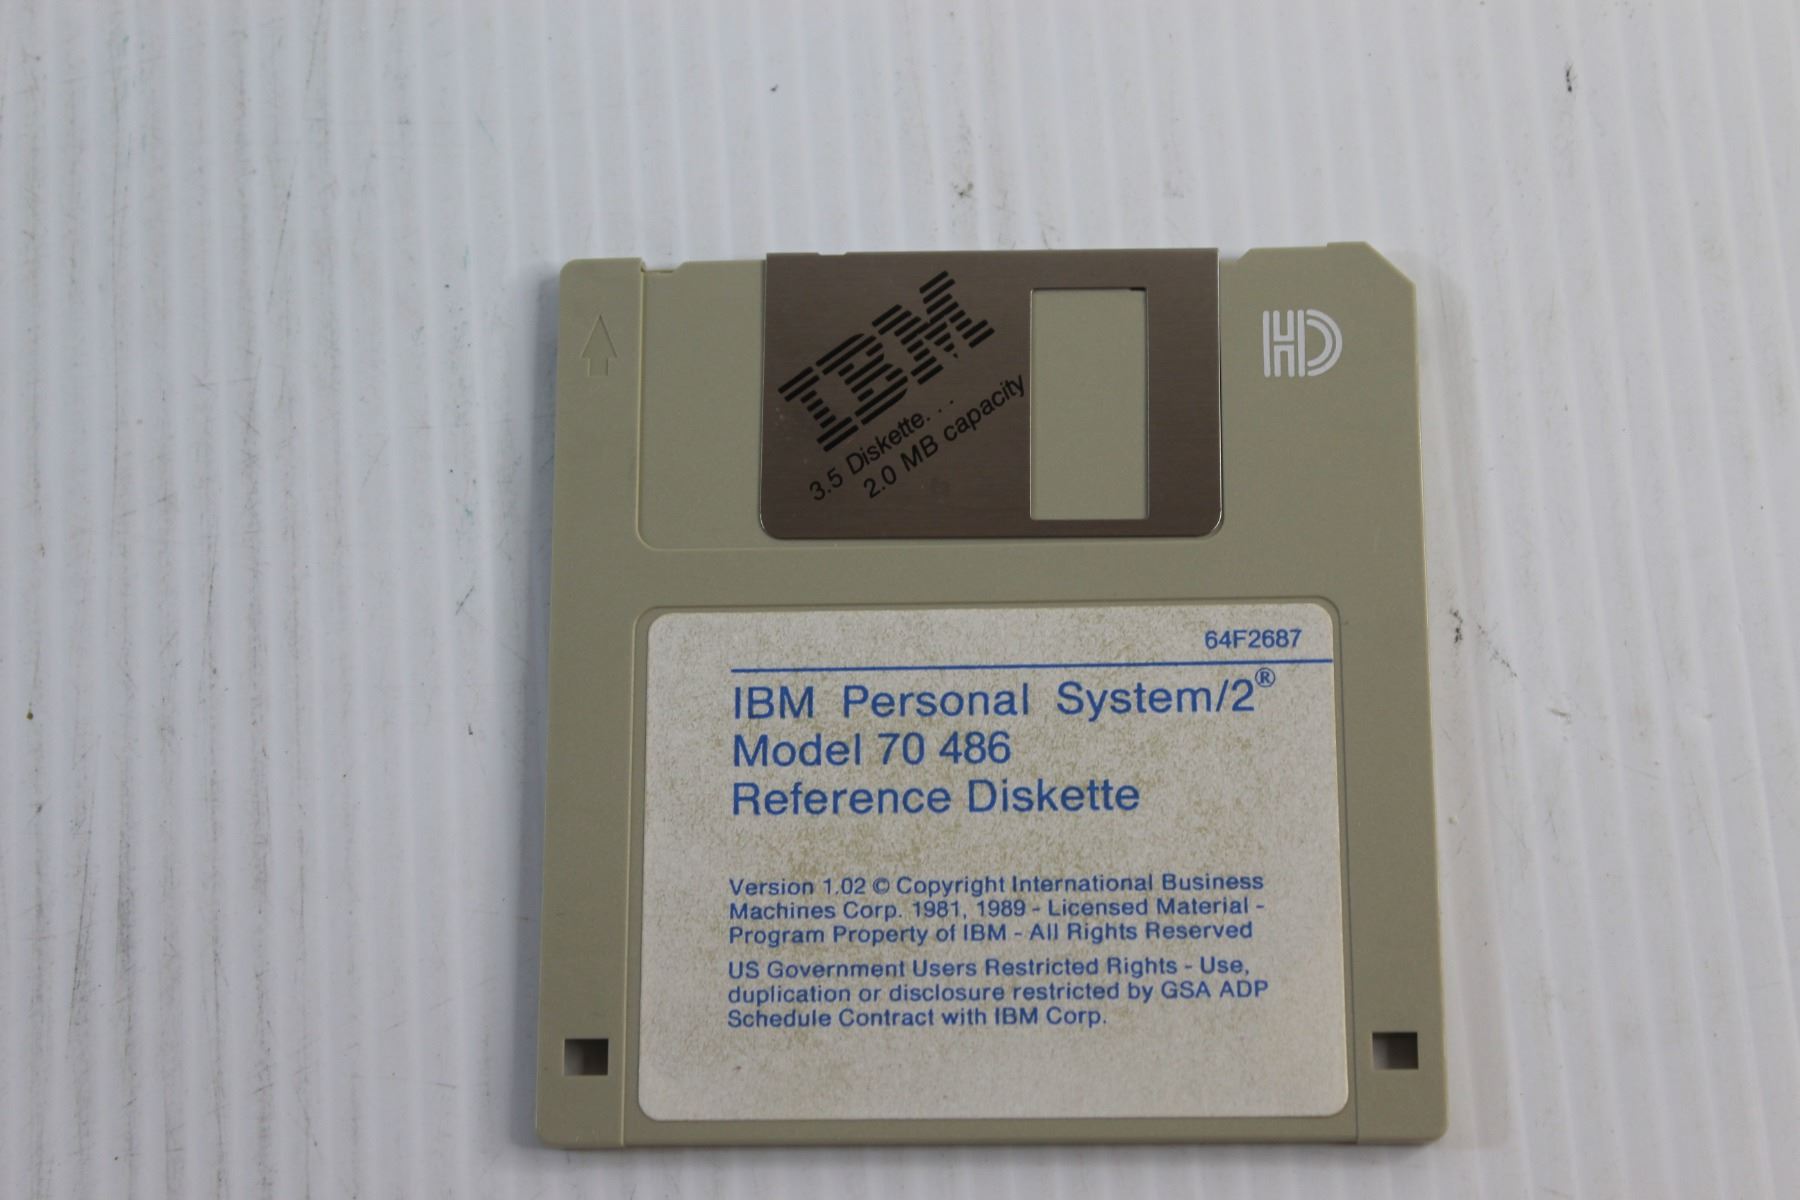 IBM
3.5 Diskette. . .
2.0 MB capacity
HD
64F2687
IBM Personal System/2®
Model 70 486
Reference Diskette
Version 1.02 © Copyright International Business
Machines Corp. 1981, 1989 - Licensed Material -
Program Property of IBM - All Rights Reserved
US Government Users Restricted Rights - Use,
duplication or disclosure restricted by GSA ADP
Schedule Contract with IBM Corp.